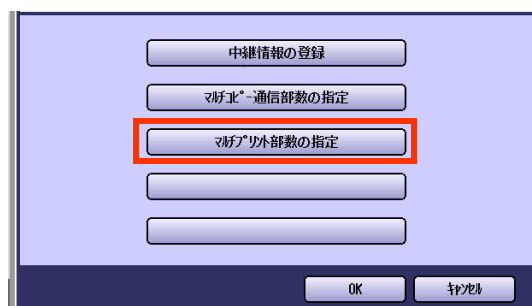 中継情報の登録
ﾏﾙﾁｺﾋﾟｰ通信部数の指定
ﾏﾙﾁﾌﾟﾘﾝﾄ部数の指定
OK
ｷｬﾝｾﾙ